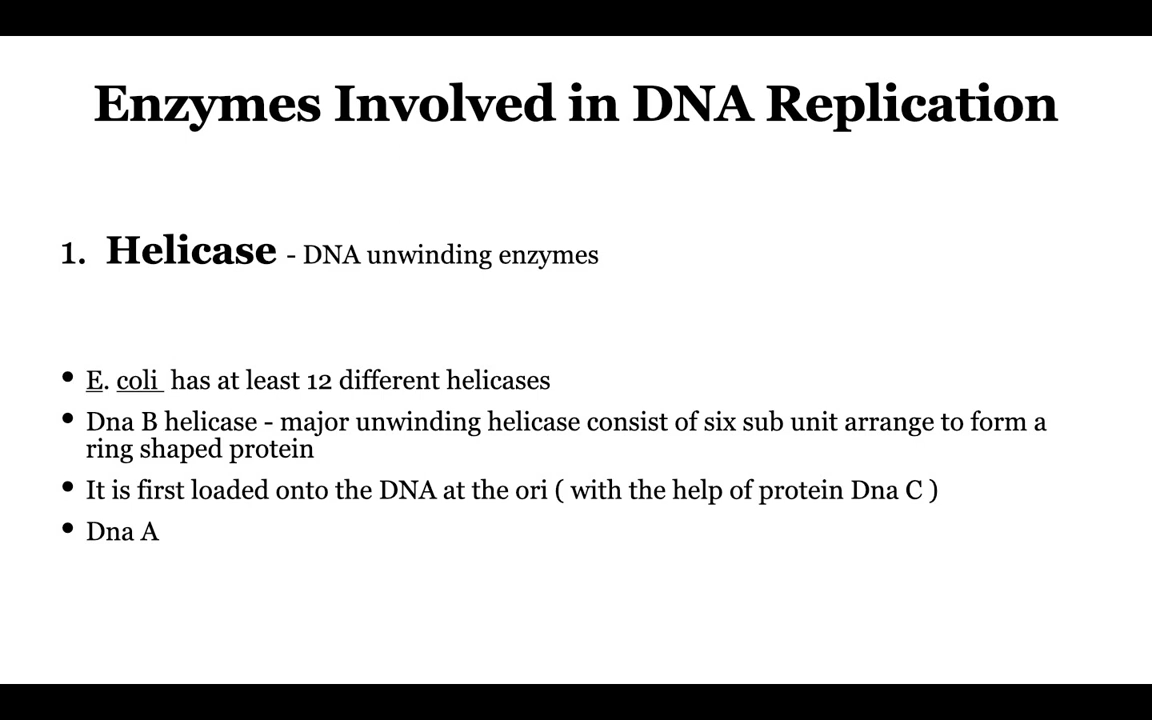 Enzymes Involved in DNA Replication
1. Helicase - DNA unwinding enzymes
• E. coli has at least 12 different helicases
• Dna B helicase - major unwinding helicase consist of six sub unit arrange to form a
ring shaped protein
• It is first loaded onto the DNA at the ori ( with the help of protein Dna C )
• Dna A